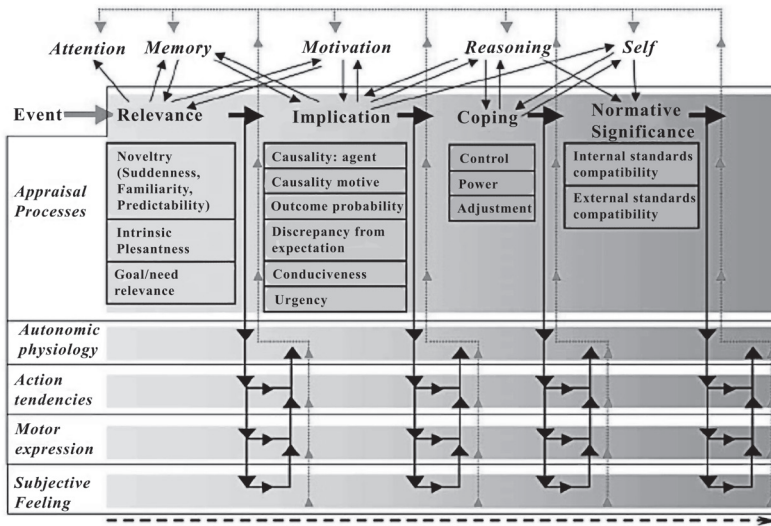 Attention Memory Motivation Reasoning Self
Event Relevance Implication Coping Normative
Significance
Appraisal
Processes
Noveltry
(Suddenness,
Familiarity,
Predictability)
Intrinsic
Plesantness
Goal/need
relevance
Causality: agent
Causality motive
Outcome probability
Discrepancy from
expectation
Conduciveness
Urgency
Control
Power
Adjustment
Internal standards
compatibility
External standards
compatibility
Autonomic
physiology
Action
tendencies
Motor
expression
Subjective
Feeling